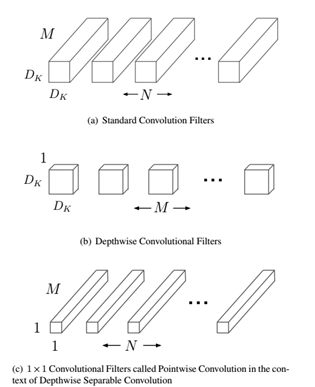 M
D_K
D_K
N
(a) Standard Convolution Filters
1
D_K
D_K
M
(b) Depthwise Convolutional Filters
M
1
1
N
(c) 1 × 1 Convolutional Filters called Pointwise Convolution in the con-
text of Depthwise Separable Convolution